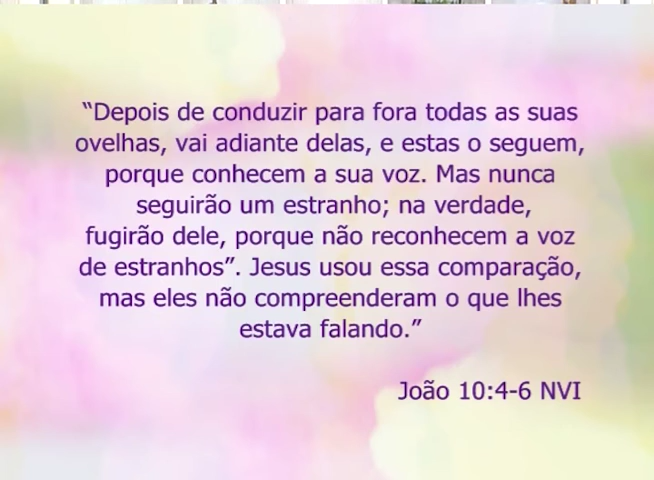 “Depois de conduzir para fora todas as suas
ovelhas, vai adiante delas, e estas o seguem,
porque conhecem a sua voz. Mas nunca
seguirão um estranho; na verdade,
fugirão dele, porque não reconhecem a voz
de estranhos”. Jesus usou essa comparação,
mas eles não compreenderam o que lhes
estava falando.”
João 10:4-6 NVI